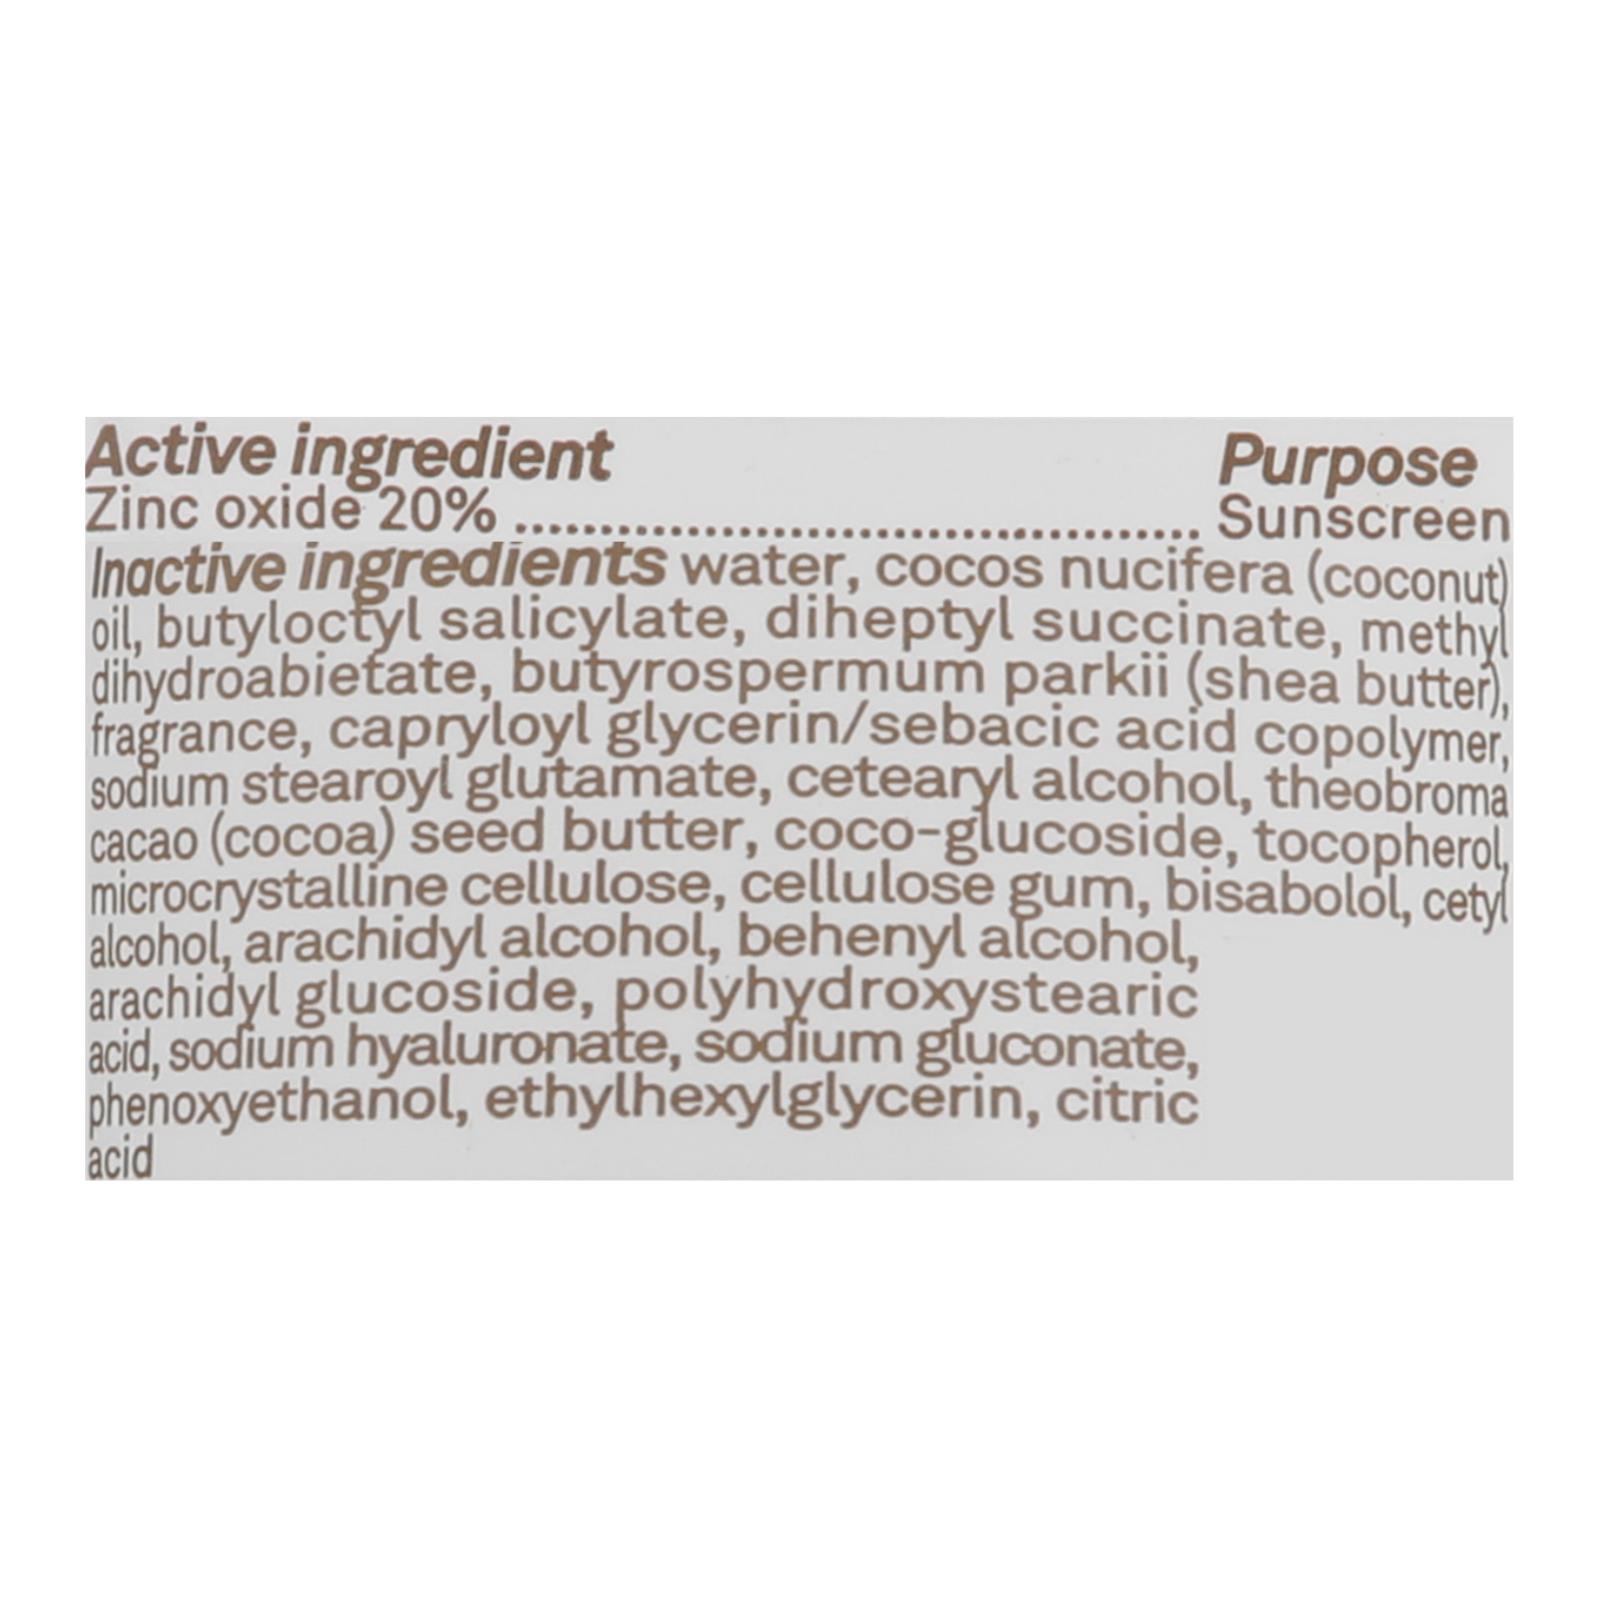 Active ingredient Purpose
Zinc oxide 20% ................................................ Sunscreen
Inactive ingredients water, cocos nucifera (coconut)
oil, butyloctyl salicylate, diheptyl succinate, methyl
dihydroabietate, butyrospermum parkii (shea butter),
fragrance, capryloyl glycerin/sebacic acid copolymer,
sodium stearoyl glutamate, cetearyl alcohol, theobroma
cacao (cocoa) seed butter, coco-glucoside, tocopherol,
microcrystalline cellulose, cellulose gum, bisabolol, cetyl
alcohol, arachidyl alcohol, behenyl alcohol,
arachidyl glucoside, polyhydroxystearic
acid, sodium hyaluronate, sodium gluconate,
phenoxyethanol, ethylhexylglycerin, citric
acid